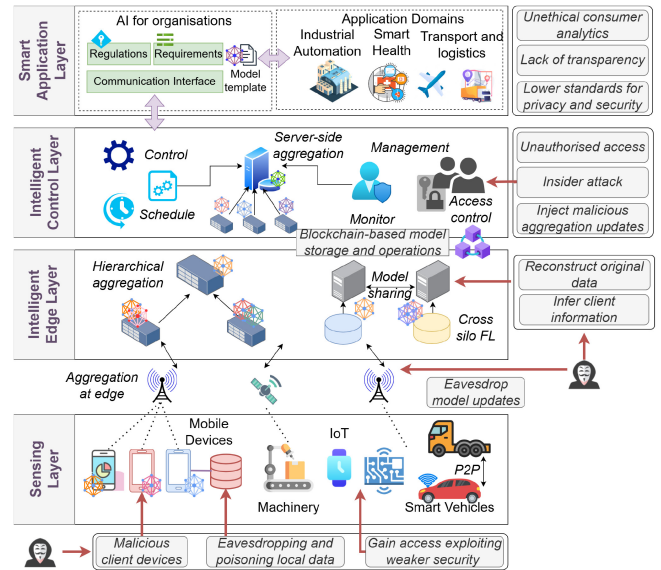 Smart
Application
Layer
AI for organisations
Regulations
Requirements
Communication Interface
Model
template
Application Domains
Industrial
Automation
Smart
Health
Transport and
logistics
Unethical consumer
analytics
Lack of transparency
Lower standards for
privacy and security
Intelligent
Control Layer
Control
Schedule
Server-side
aggregation
Management
Monitor
Access
control
Unauthorised access
Insider attack
Inject malicious
aggregation updates
Blockchain-based model
storage and operations
Intelligent
Edge Layer
Hierarchical
aggregation
Model
sharing
Cross
silo FL
Reconstruct original
data
Infer client
information
Aggregation
at edge
Eavesdrop
model updates
Sensing
Layer
Mobile
Devices
Machinery
IoT
P2P
Smart Vehicles
Malicious
client devices
Eavesdropping and
poisoning local data
Gain access exploiting
weaker security